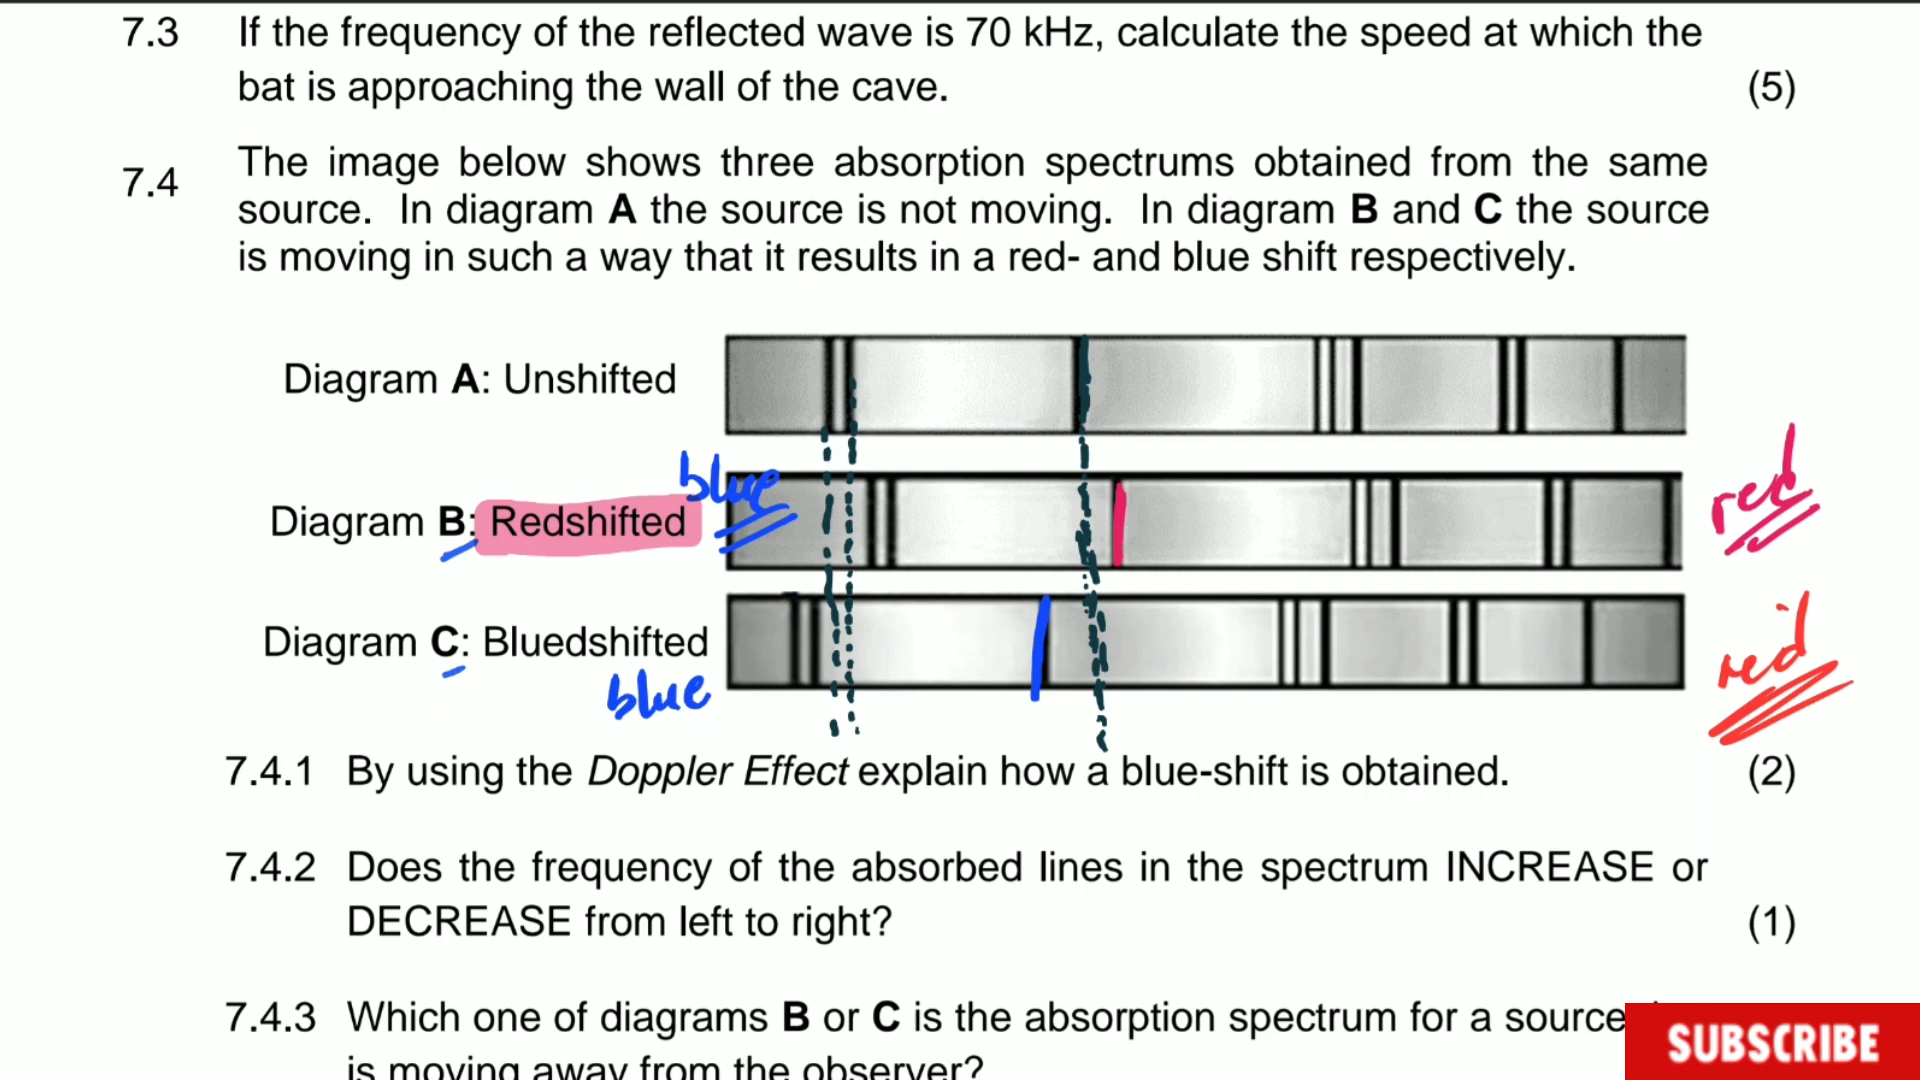 7.3 If the frequency of the reflected wave is 70 kHz, calculate the speed at which the
bat is approaching the wall of the cave. (5)
7.4 The image below shows three absorption spectrums obtained from the same
source. In diagram A the source is not moving. In diagram B and C the source
is moving in such a way that it results in a red- and blue shift respectively.
Diagram A: Unshifted
blue
red
Diagram B: Redshifted
Diagram C: Bluedshifted
red
blue
7.4.1 By using the Doppler Effect explain how a blue-shift is obtained. (2)
7.4.2 Does the frequency of the absorbed lines in the spectrum INCREASE or
DECREASE from left to right? (1)
7.4.3 Which one of diagrams B or C is the absorption spectrum for a source
is moving away from the observer?
SUBSCRIBE